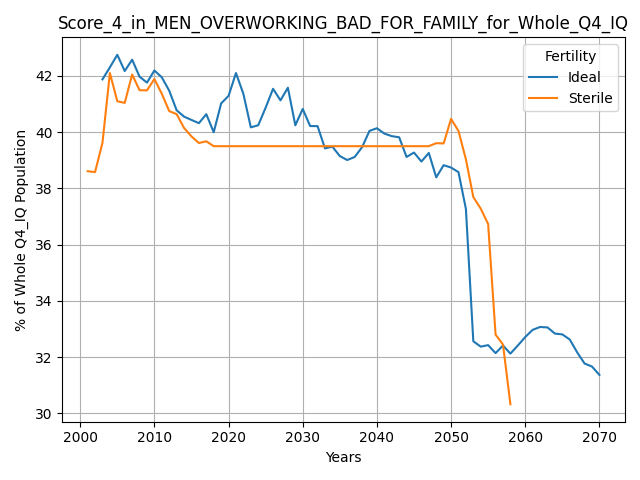 Score_4_in_MEN_OVERWORKING_BAD_FOR_FAMILY_for_Whole_Q4_IQ
Fertility
Ideal
Sterile
% of Whole Q4_IQ Population
42
40
38
36
34
32
30
2000
2010
2020
2030
2040
2050
2060
2070
Years